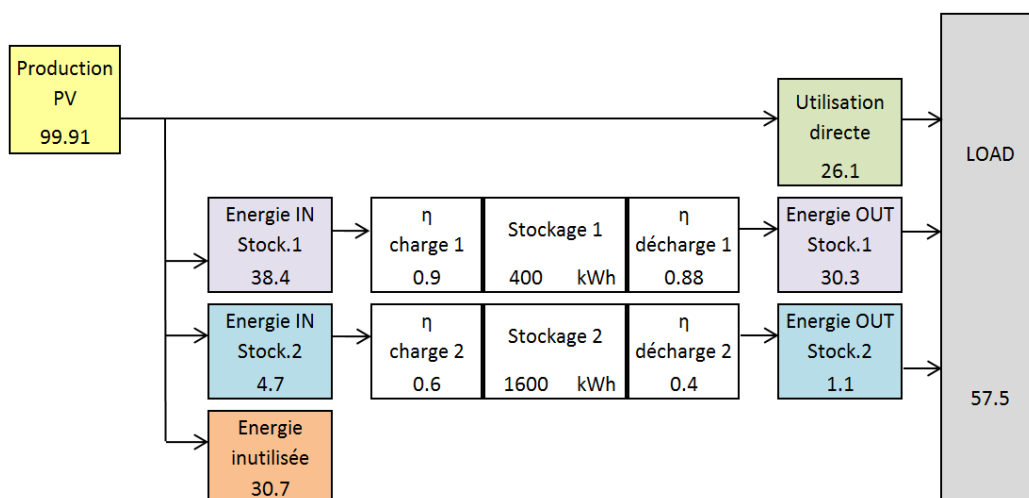 Production
PV
99.91
Utilisation
directe
26.1
LOAD
57.5
Energie IN
Stock.1
38.4
η
charge 1
0.9
Stockage 1
400 kWh
η
décharge 1
0.88
Energie OUT
Stock.1
30.3
Energie IN
Stock.2
4.7
η
charge 2
0.6
Stockage 2
1600 kWh
η
décharge 2
0.4
Energie OUT
Stock.2
1.1
Energie
inutilisée
30.7